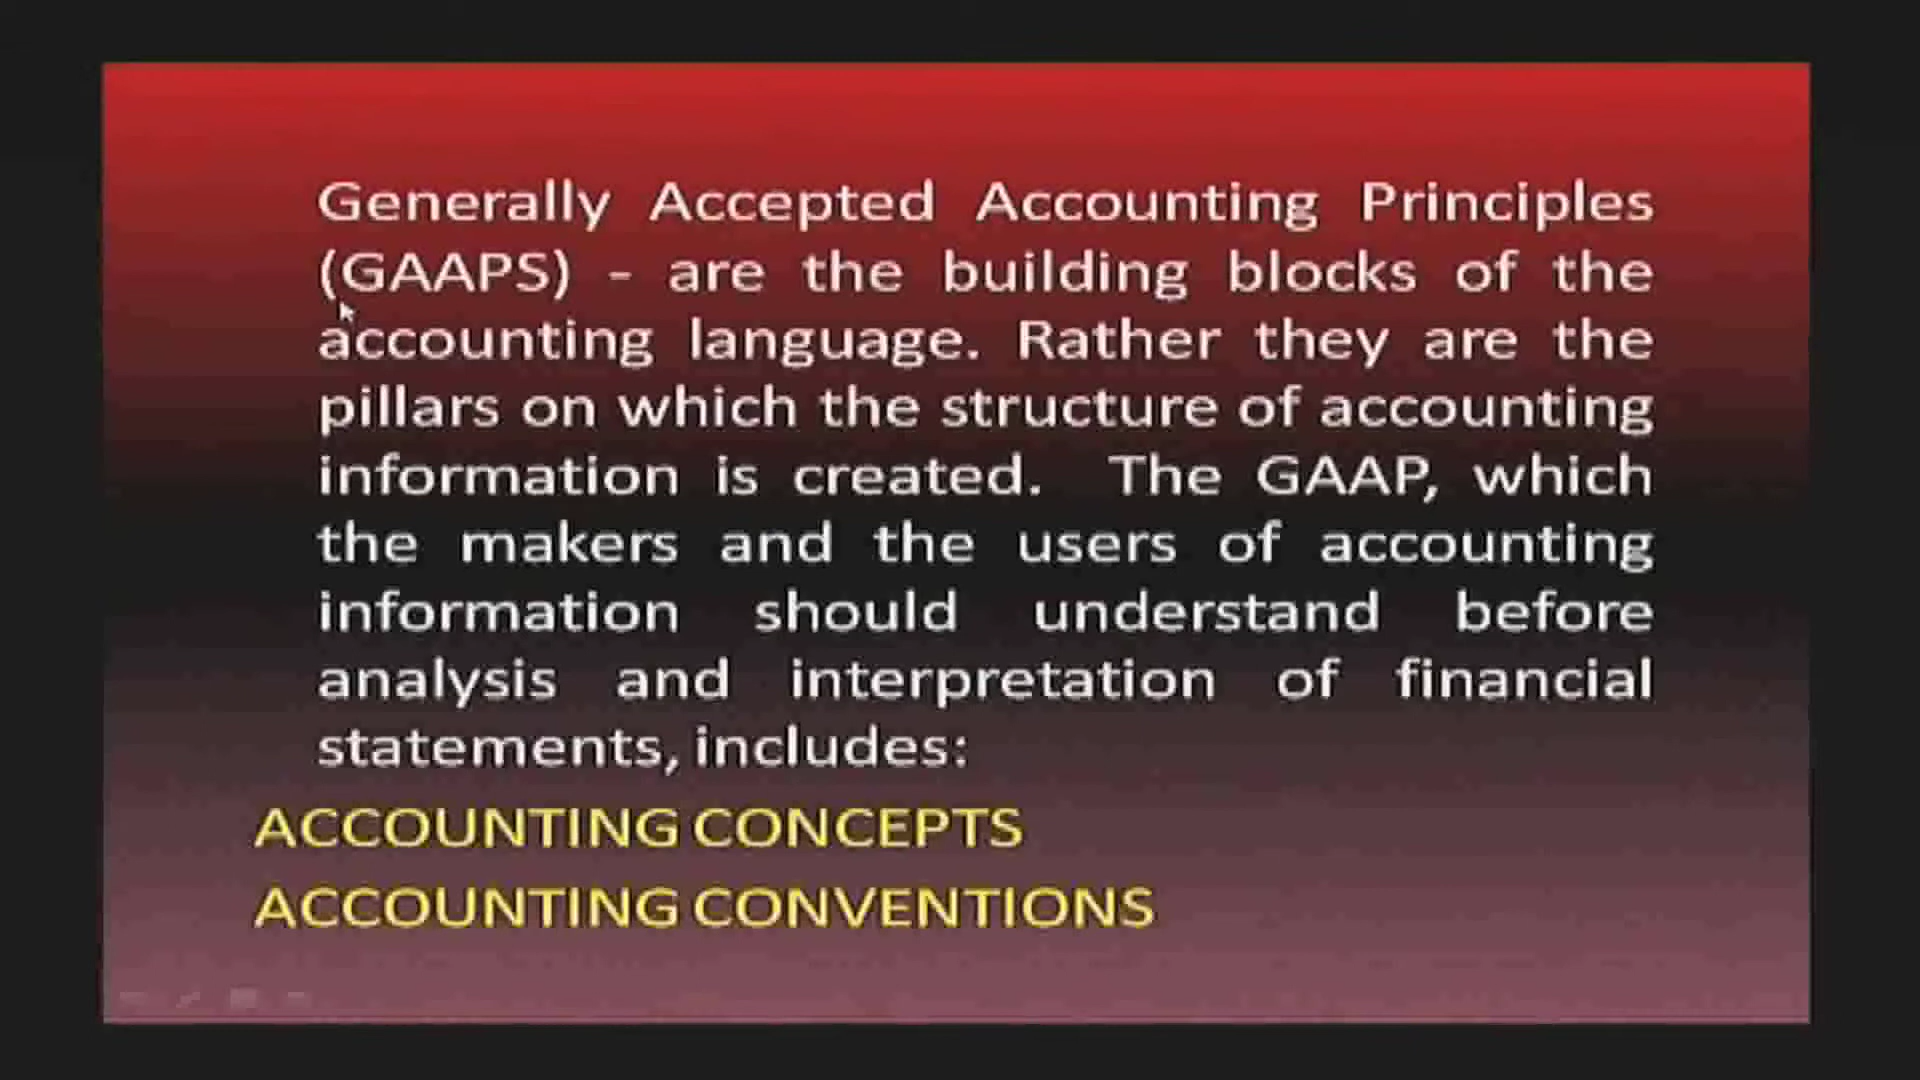 Generally Accepted Accounting Principles
(GAAPS) - are the building blocks of the
accounting language. Rather they are the
pillars on which the structure of accounting
information is created. The GAAP, which
the makers and the users of accounting
information should understand before
analysis and interpretation of financial
statements, includes:
ACCOUNTING CONCEPTS
ACCOUNTING CONVENTIONS